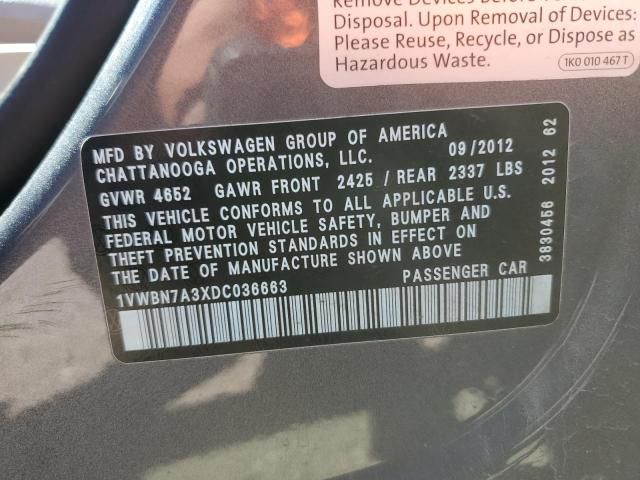 Disposal. Upon Removal of Devices:
Please Reuse, Recycle, or Dispose as
Hazardous Waste.
1K0 010 467 T
MFD BY VOLKSWAGEN GROUP OF AMERICA
CHATTANOOGA OPERATIONS, LLC. 09/2012
GVWR 4652 GAWR FRONT 2425 / REAR 2337 LBS
THIS VEHICLE CONFORMS TO ALL APPLICABLE U.S.
FEDERAL MOTOR VEHICLE SAFETY, BUMPER AND
THEFT PREVENTION STANDARDS IN EFFECT ON
THE DATE OF MANUFACTURE SHOWN ABOVE
1VWBN7A3XDC036663 PASSENGER CAR
3830456 2012 62